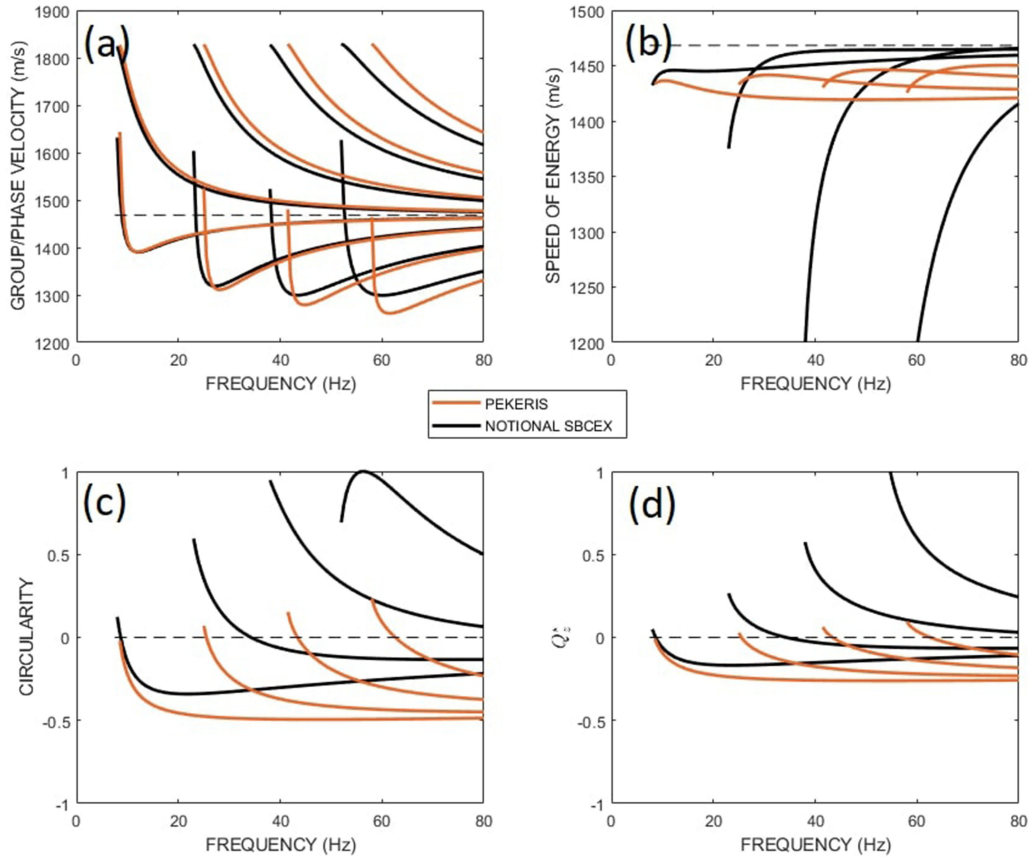 (a)
1900
1800
1700
1600
1500
1400
1300
1200
GROUP/PHASE VELOCITY (m/s)
0 20 40 60 80
FREQUENCY (Hz)
(b)
1500
1450
1400
1350
1300
1250
1200
SPEED OF ENERGY (m/s)
0 20 40 60 80
FREQUENCY (Hz)
PEKERIS
NOTIONAL SBCEX
(c)
1
0.5
0
-0.5
-1
CIRCULARITY
0 20 40 60 80
FREQUENCY (Hz)
(d)
1
0.5
0
-0.5
-1
0 20 40 60 80
FREQUENCY (Hz)